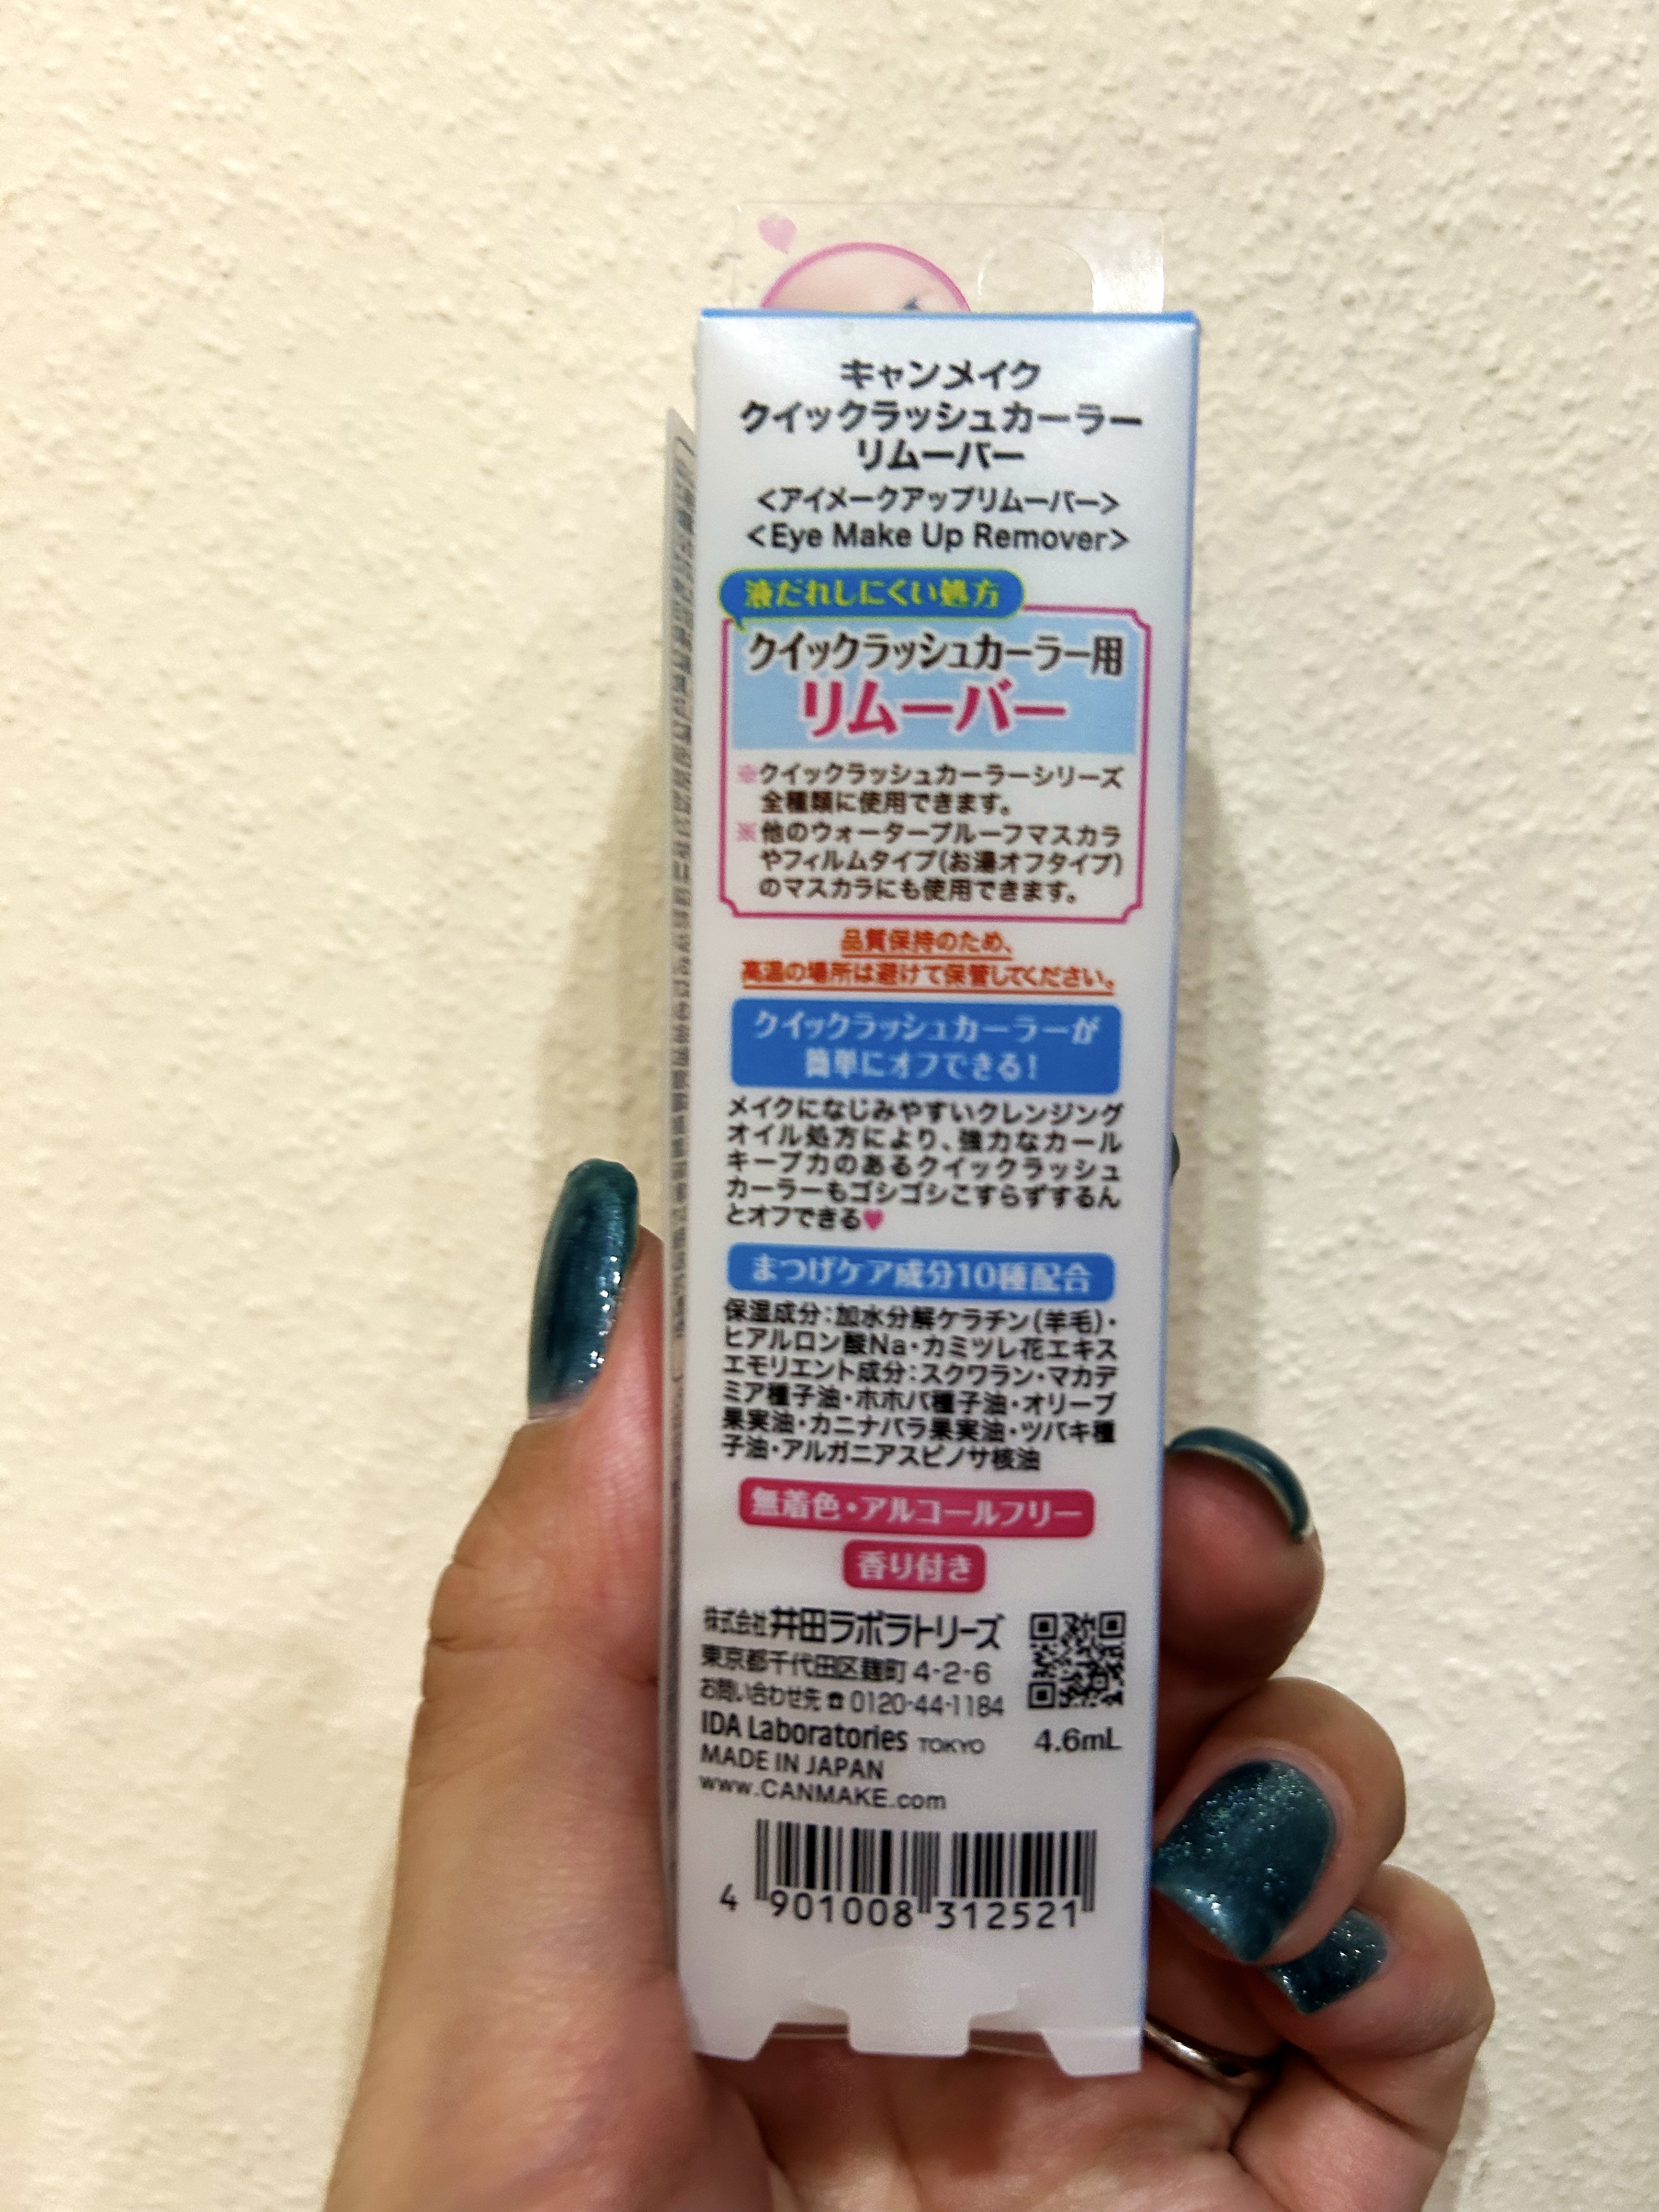 キャンメイク
クイックラッシュカーラー
リムーバー
<アイメークアップリムーバー>
<Eye Make Up Remover>
液だれしにくい処方
クイックラッシュカーラー用
リムーバー
※クイックラッシュカーラーシリーズ
全種類に使用できます。
※他のウォータープルーフマスカラ
やフィルムタイプ(お湯オフタイプ)
のマスカラにも使用できます。
品質保持のため、
高温の場所は避けて保管してください。
クイックラッシュカーラーが
簡単にオフできる!
メイクになじみやすいクレンジング
オイル処方により、強力なカール
キープ力のあるクイックラッシュ
カーラーもゴシゴシこすらずするん
とオフできる♥
まつげケア成分10種配合
保湿成分:加水分解ケラチン(羊毛)・
ヒアルロン酸Na・カミツレ花エキス
エモリエント成分:スクワラン・マカデ
ミア種子油・ホホバ種子油・オリーブ
果実油・カニナバラ果実油・ツバキ種
子油・アルガニアスピノサ核油
無着色・アルコールフリー
香り付き
株式会社井田ラボラトリーズ
東京都千代田区麹町 4-2-6
お問い合わせ先 ☎ 0120-44-1184
IDA Laboratories TOKYO 4.6mL
MADE IN JAPAN
www.CANMAKE.com
4 901008 312521